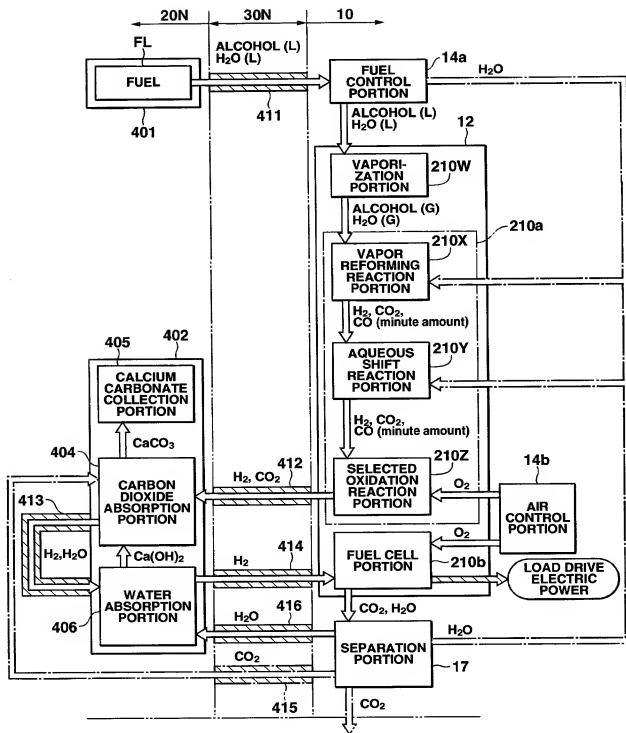 20N
30N
10
FL
FUEL
401
ALCOHOL (L)
H2O (L)
411
FUEL
CONTROL
PORTION
14a
H2O
ALCOHOL (L)
H2O (L)
12
VAPORI-
ZATION
PORTION
210W
ALCOHOL (G)
H2O (G)
210a
VAPOR
REFORMING
REACTION
PORTION
210X
H2, CO2,
CO (minute amount)
AQUEOUS
SHIFT REACTION
PORTION
210Y
H2, CO2,
CO (minute amount)
402
405
CALCIUM
CARBONATE
COLLECTION
PORTION
CaCO3
404
CARBON
DIOXIDE
ABSORPTION
PORTION
412
H2, CO2
SELECTED
OXIDATION
REACTION
PORTION
210Z
O2
14b
AIR
CONTROL
PORTION
413
H2,H2O
Ca(OH)2
414
H2
O2
FUEL CELL
PORTION
210b
LOAD DRIVE
ELECTRIC
POWER
WATER
ABSORPTION
PORTION
406
CO2, H2O
416
H2O
SEPARATION
PORTION
17
H2O
CO2
415
CO2